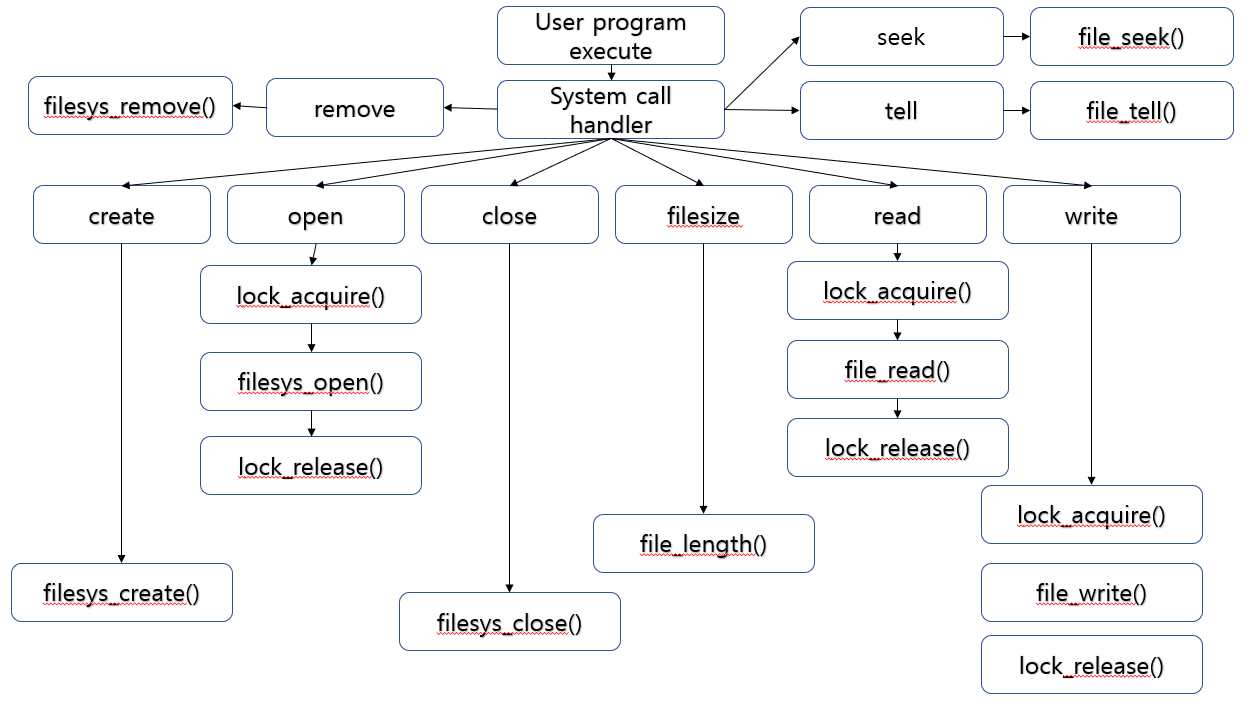 User program
execute
seek
file_seek()
System call
handler
filesys_remove()
remove
tell
file_tell()
create
open
close
filesize
read
write
lock_acquire()
filesys_open()
lock_release()
lock_acquire()
file_read()
lock_release()
lock_acquire()
file_write()
lock_release()
file_length()
filesys_create()
filesys_close()